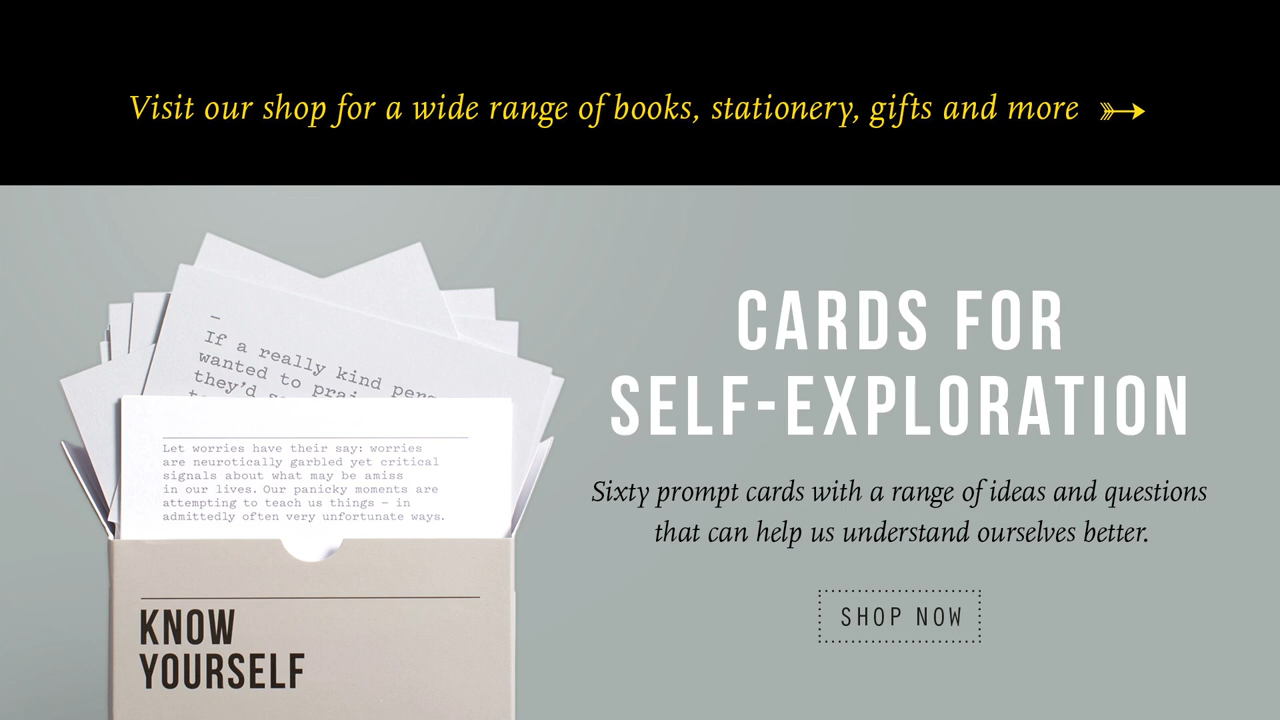 Visit our shop for a wide range of books, stationery, gifts and more
CARDS FOR
SELF-EXPLORATION
Sixty prompt cards with a range of ideas and questions
that can help us understand ourselves better.
SHOP NOW
If a really kind
wanted to
they'd
Let worries have their say: worries
are neurotically garbled yet critical
signals about what may be amiss
in our lives. Our panicky moments are
attempting to teach us things – in
admittedly often very unfortunate ways.
KNOW
YOURSELF